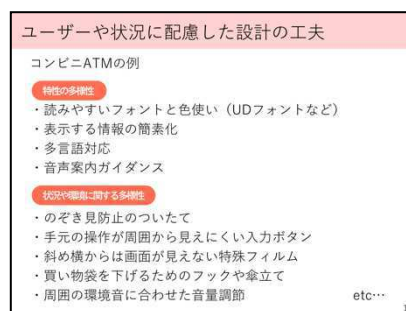 ユーザーや状況に配慮した設計の工夫
コンビニATMの例
特性の多様性
・読みやすいフォントと色使い（UDフォントなど）
・表示する情報の簡素化
・多言語対応
・音声案内ガイダンス
状況や環境に関する多様性
・のぞき見防止のついたて
・手元の操作が周囲から見えにくい入力ボタン
・斜め横からは画面が見えない特殊フィルム
・買い物袋を下げるためのフックや傘立て
・周囲の環境音に合わせた音量調節 etc…